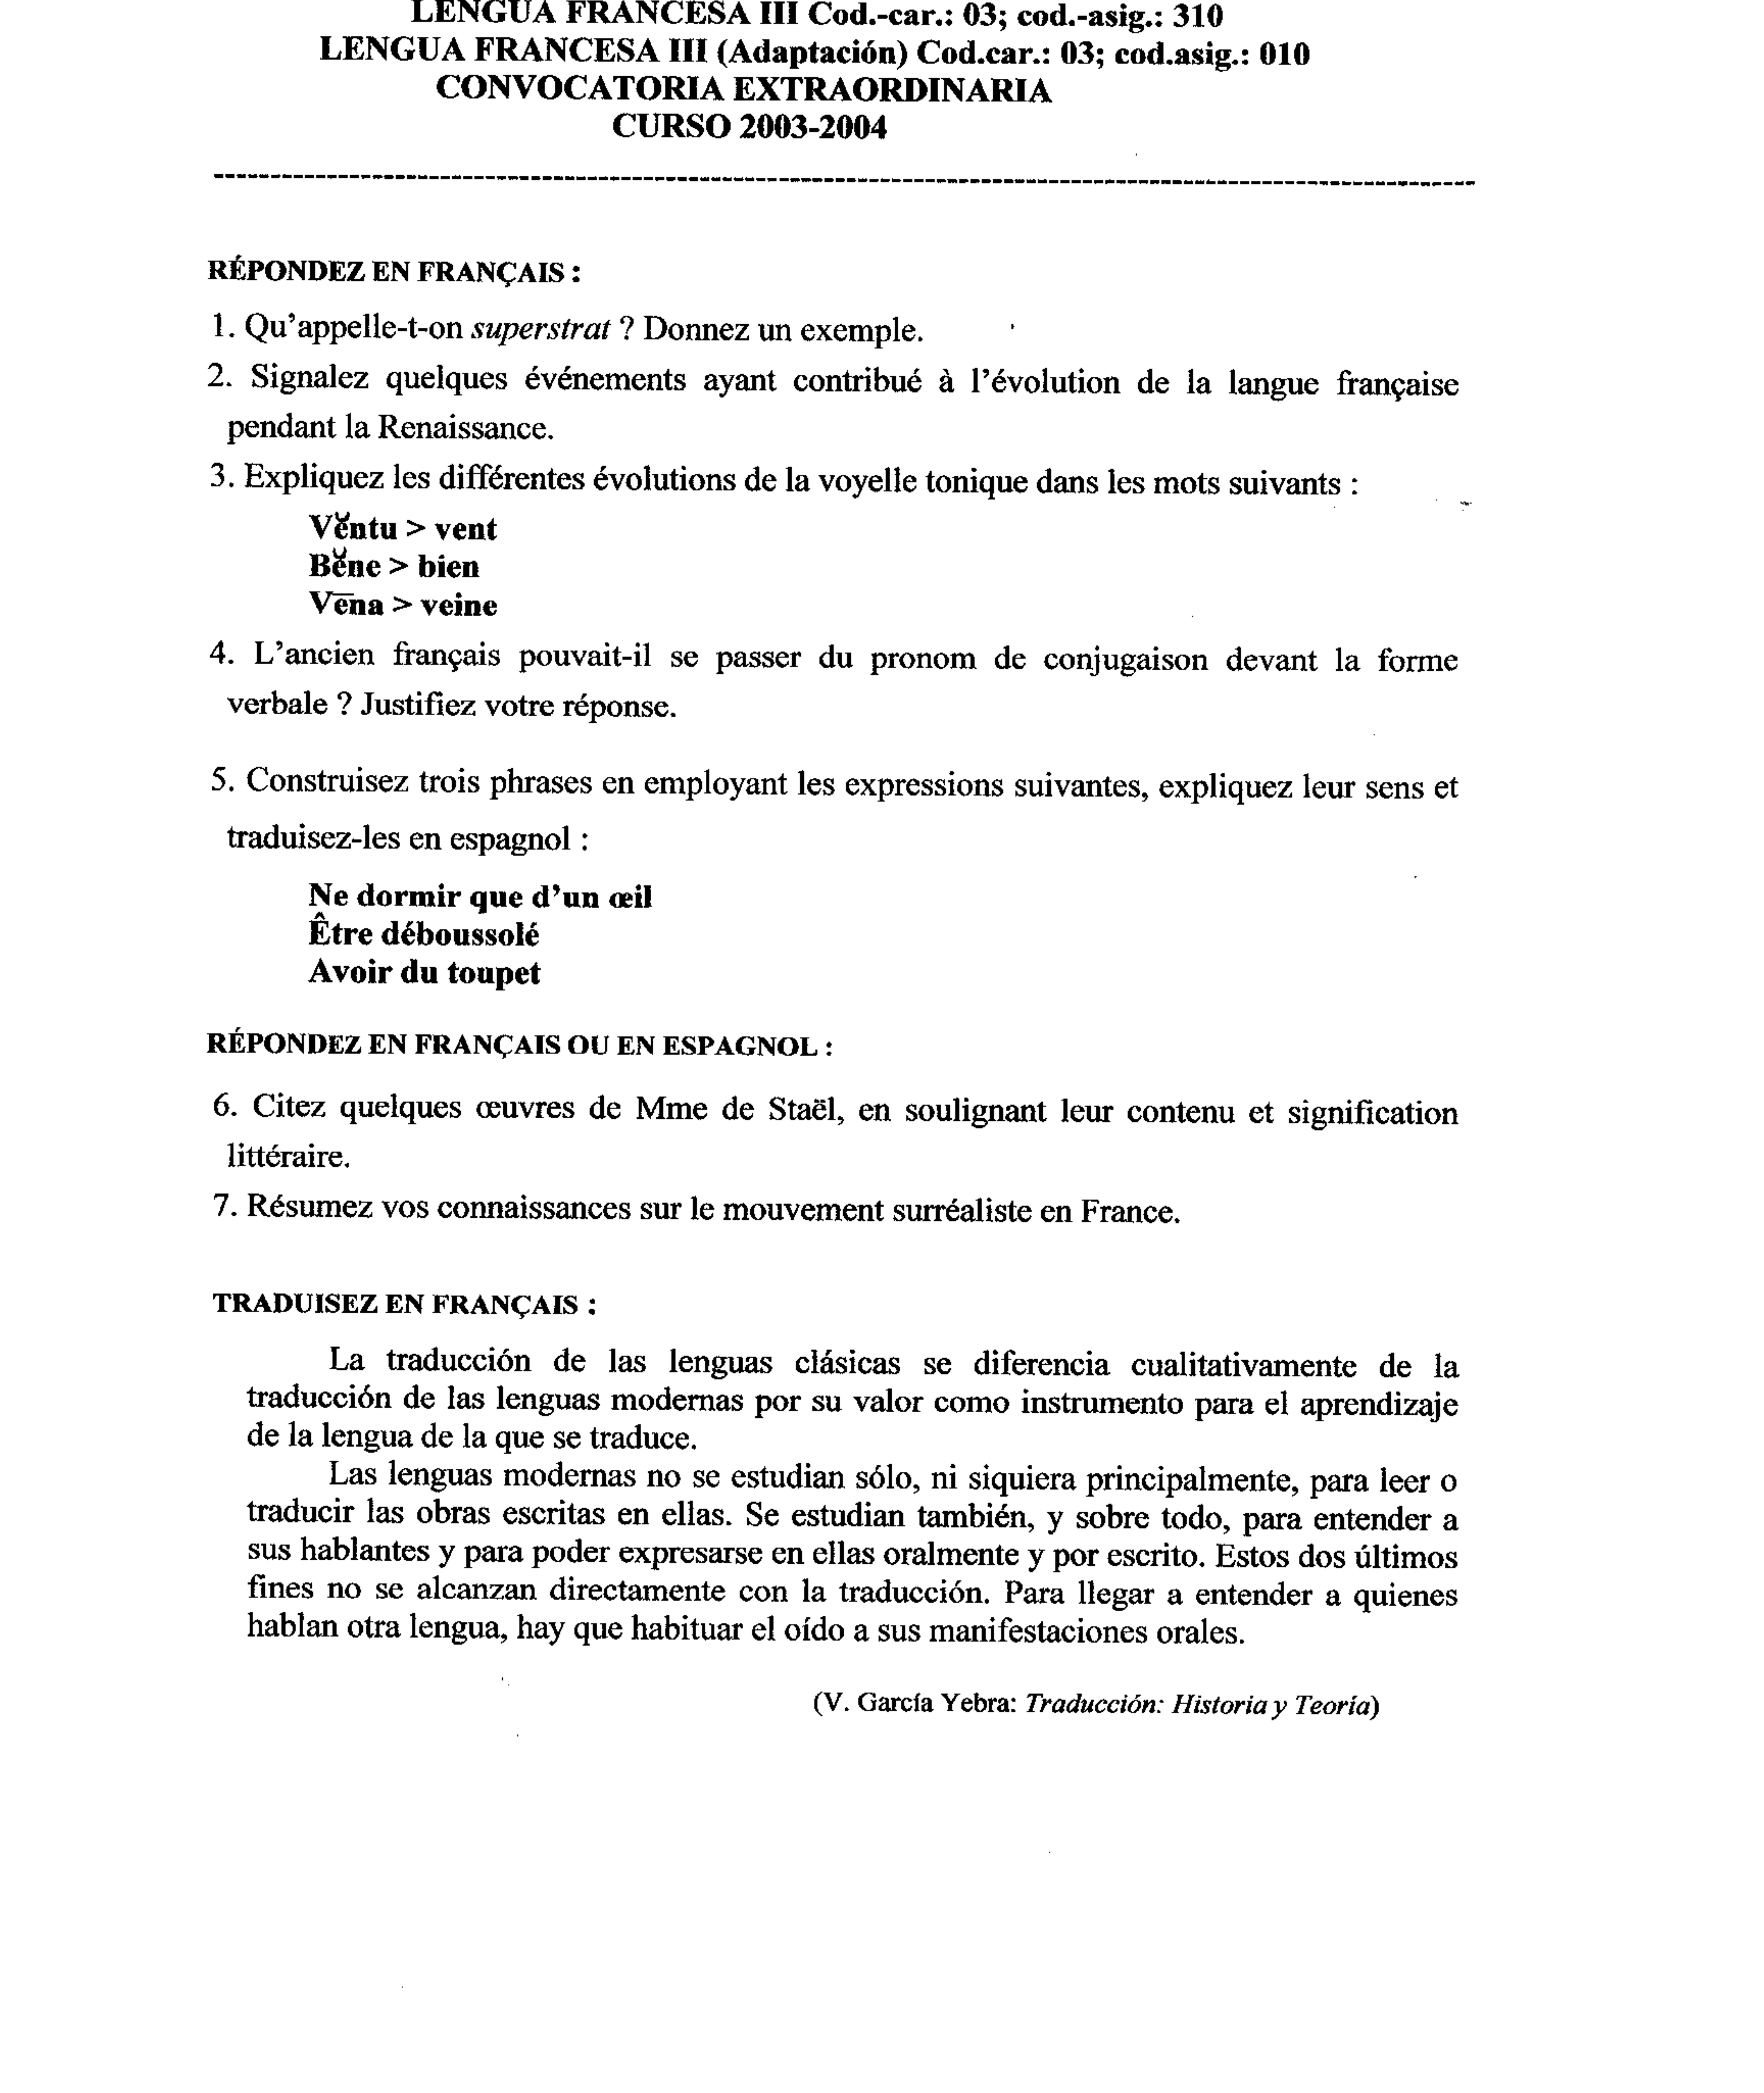 LENGUA FRANCESA III Cod.-car.: 03; cod.-asig.: 310
LENGUA FRANCESA III (Adaptación) Cod.car.: 03; cod.asig.: 010
CONVOCATORIA EXTRAORDINARIA
CURSO 2003-2004
RÉPONDEZ EN FRANÇAIS :
1. Qu'appelle-t-on superstrat ? Donnez un exemple.
2. Signalez quelques événements ayant contribué à l'évolution de la langue française
pendant la Renaissance.
3. Expliquez les différentes évolutions de la voyelle tonique dans les mots suivants :
Vĕntu > vent
Bĕne > bien
Vēna > veine
4. L'ancien français pouvait-il se passer du pronom de conjugaison devant la forme
verbale ? Justifiez votre réponse.
5. Construisez trois phrases en employant les expressions suivantes, expliquez leur sens et
traduisez-les en espagnol :
Ne dormir que d'un œil
Être déboussolé
Avoir du toupet
RÉPONDEZ EN FRANÇAIS OU EN ESPAGNOL :
6. Citez quelques œuvres de Mme de Staël, en soulignant leur contenu et signification
littéraire.
7. Résumez vos connaissances sur le mouvement surréaliste en France.
TRADUISEZ EN FRANÇAIS :
La traducción de las lenguas clásicas se diferencia cualitativamente de la
traducción de las lenguas modernas por su valor como instrumento para el aprendizaje
de la lengua de la que se traduce.
Las lenguas modernas no se estudian sólo, ni siquiera principalmente, para leer o
traducir las obras escritas en ellas. Se estudian también, y sobre todo, para entender a
sus hablantes y para poder expresarse en ellas oralmente y por escrito. Estos dos últimos
fines no se alcanzan directamente con la traducción. Para llegar a entender a quienes
hablan otra lengua, hay que habituar el oído a sus manifestaciones orales.
(V. García Yebra: Traducción: Historia y Teoría)